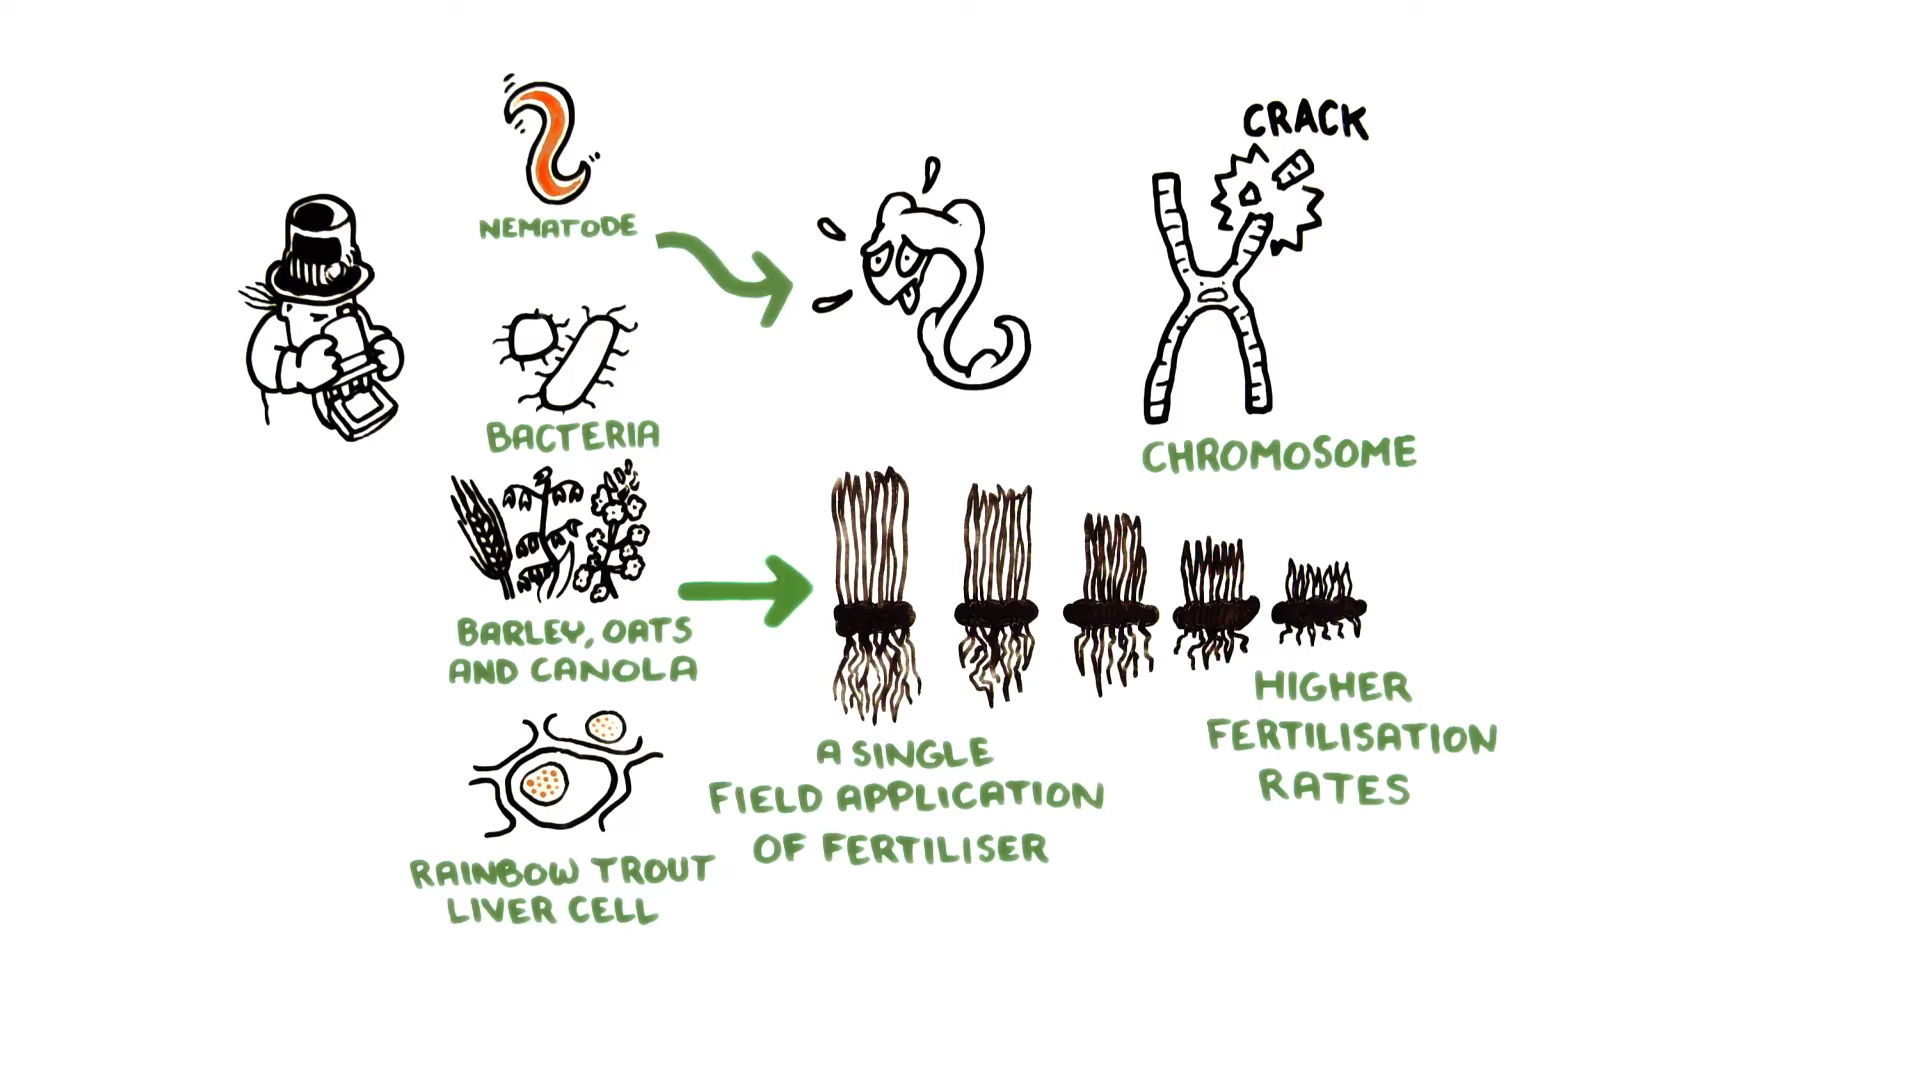 NEMATODE
BACTERIA
BARLEY, OATS
AND CANOLA
RAINBOW TROUT
LIVER CELL
CRACK
CHROMOSOME
A SINGLE
FIELD APPLICATION
OF FERTILISER
HIGHER
FERTILISATION
RATES